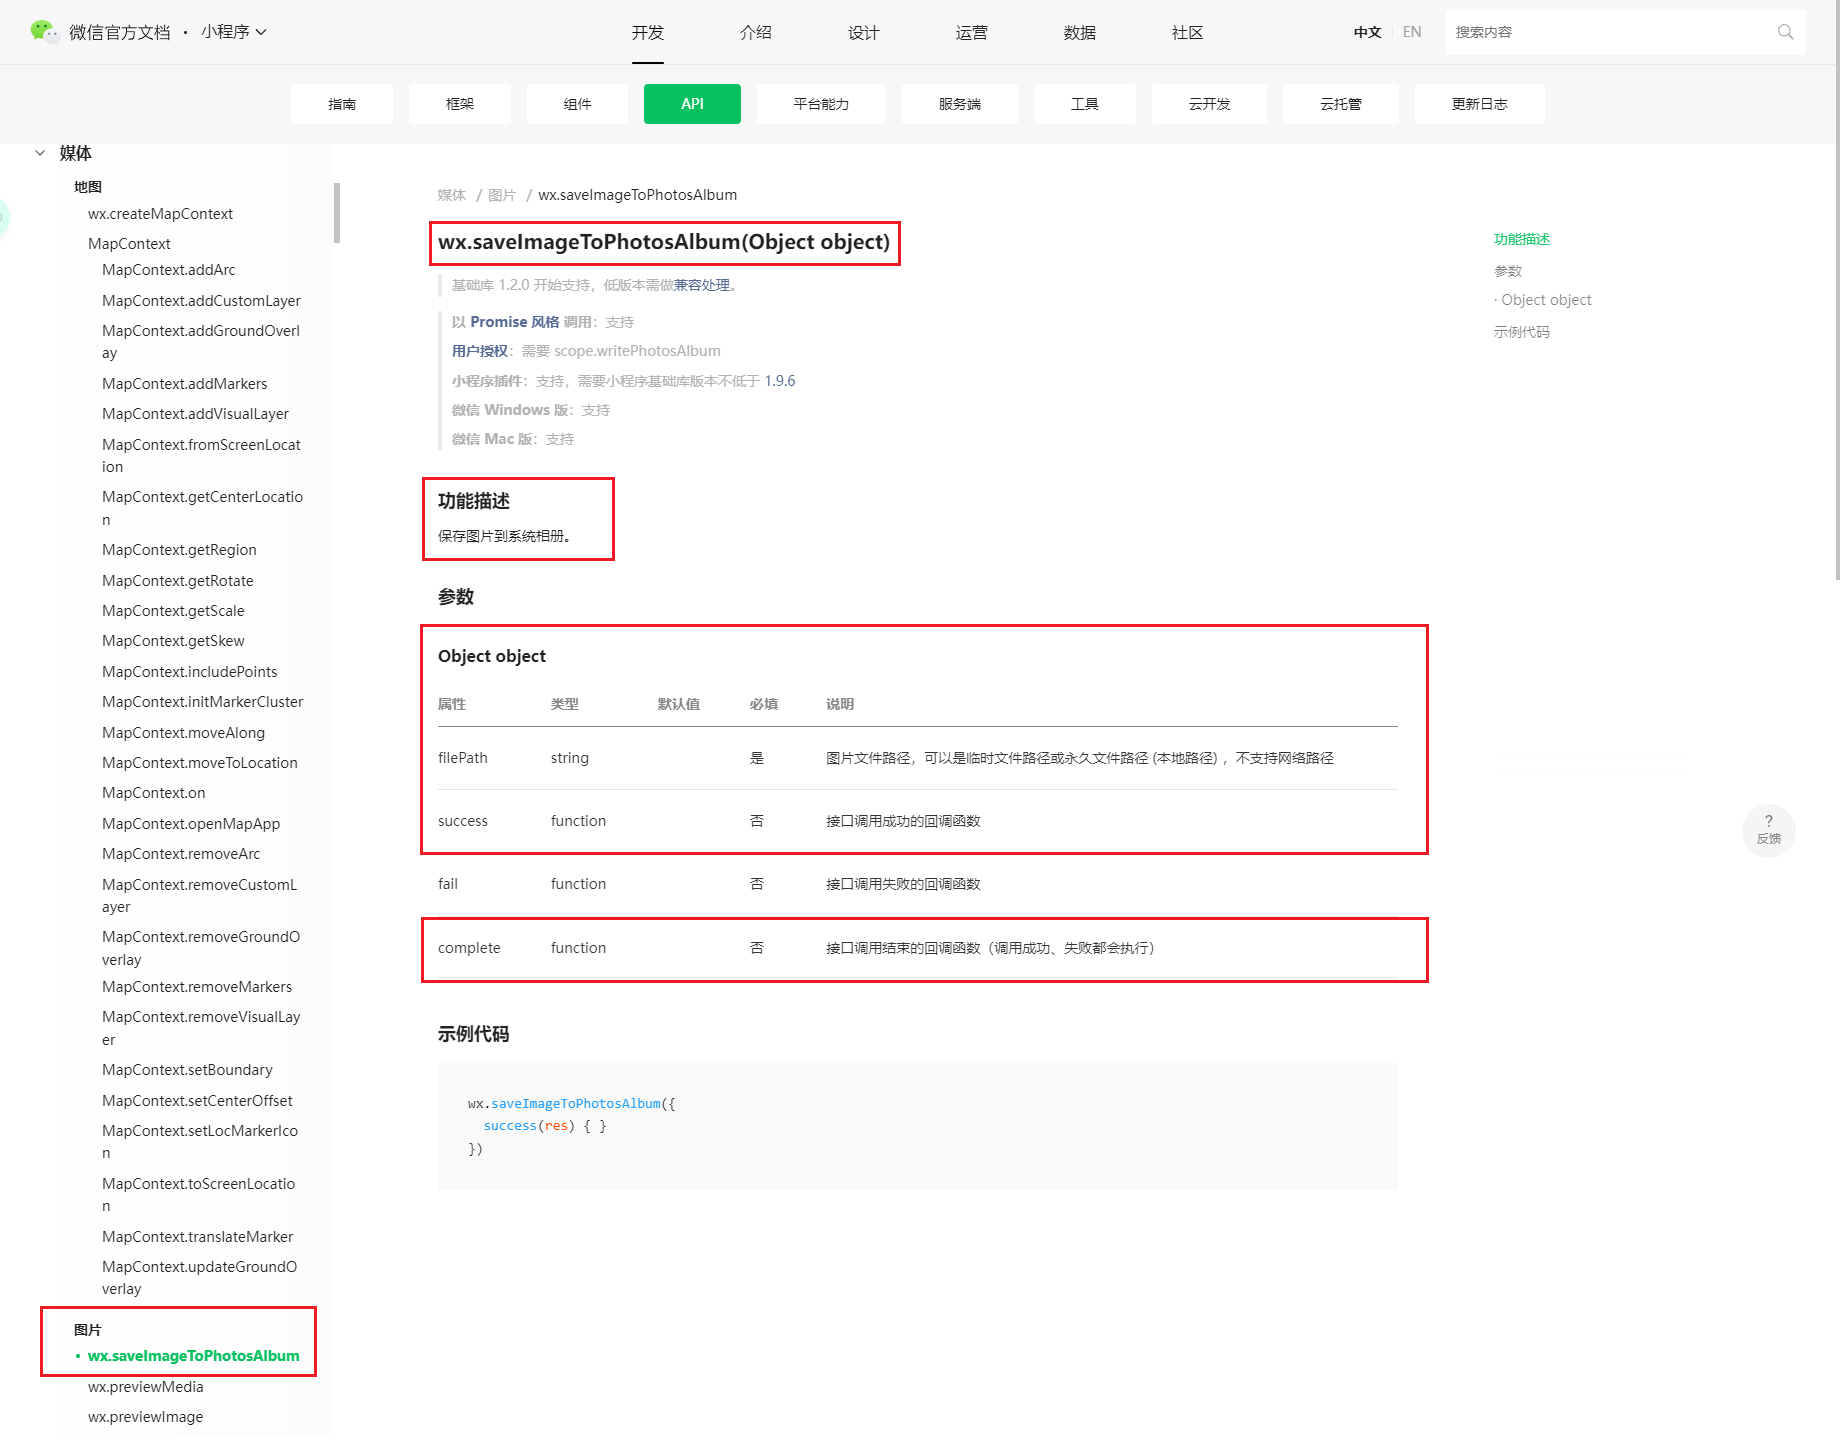 微信官方文档 · 小程序
开发 介绍 设计 运营 数据 社区
中文 EN
搜索内容
指南 框架 组件 API 平台能力 服务端 工具 云开发 云托管 更新日志
媒体
地图
wx.createMapContext
MapContext
MapContext.addArc
MapContext.addCustomLayer
MapContext.addGroundOverl
ay
MapContext.addMarkers
MapContext.addVisualLayer
MapContext.fromScreenLocat
ion
MapContext.getCenterLocatio
n
MapContext.getRegion
MapContext.getRotate
MapContext.getScale
MapContext.getSkew
MapContext.includePoints
MapContext.initMarkerCluster
MapContext.moveAlong
MapContext.moveToLocation
MapContext.on
MapContext.openMapApp
MapContext.removeArc
MapContext.removeCustomL
ayer
MapContext.removeGroundO
verlay
MapContext.removeMarkers
MapContext.removeVisualLay
er
MapContext.setBoundary
MapContext.setCenterOffset
MapContext.setLocMarkerIco
n
MapContext.toScreenLocatio
n
MapContext.translateMarker
MapContext.updateGroundO
verlay
图片
• wx.saveImageToPhotosAlbum
wx.previewMedia
wx.previewImage
媒体 / 图片 / wx.saveImageToPhotosAlbum
wx.saveImageToPhotosAlbum(Object object)
基础库 1.2.0 开始支持，低版本需做兼容处理。
以 Promise 风格 调用：支持
用户授权：需要 scope.writePhotosAlbum
小程序插件：支持，需要小程序基础库版本不低于 1.9.6
微信 Windows 版：支持
微信 Mac 版：支持
功能描述
保存图片到系统相册。
参数
Object object
属性 类型 默认值 必填 说明
filePath string 是 图片文件路径，可以是临时文件路径或永久文件路径 (本地路径) ，不支持网络路径
success function 否 接口调用成功的回调函数
fail function 否 接口调用失败的回调函数
complete function 否 接口调用结束的回调函数（调用成功、失败都会执行）
示例代码
wx.saveImageToPhotosAlbum({
success(res) { }
})
功能描述
参数
· Object object
示例代码
?
反馈